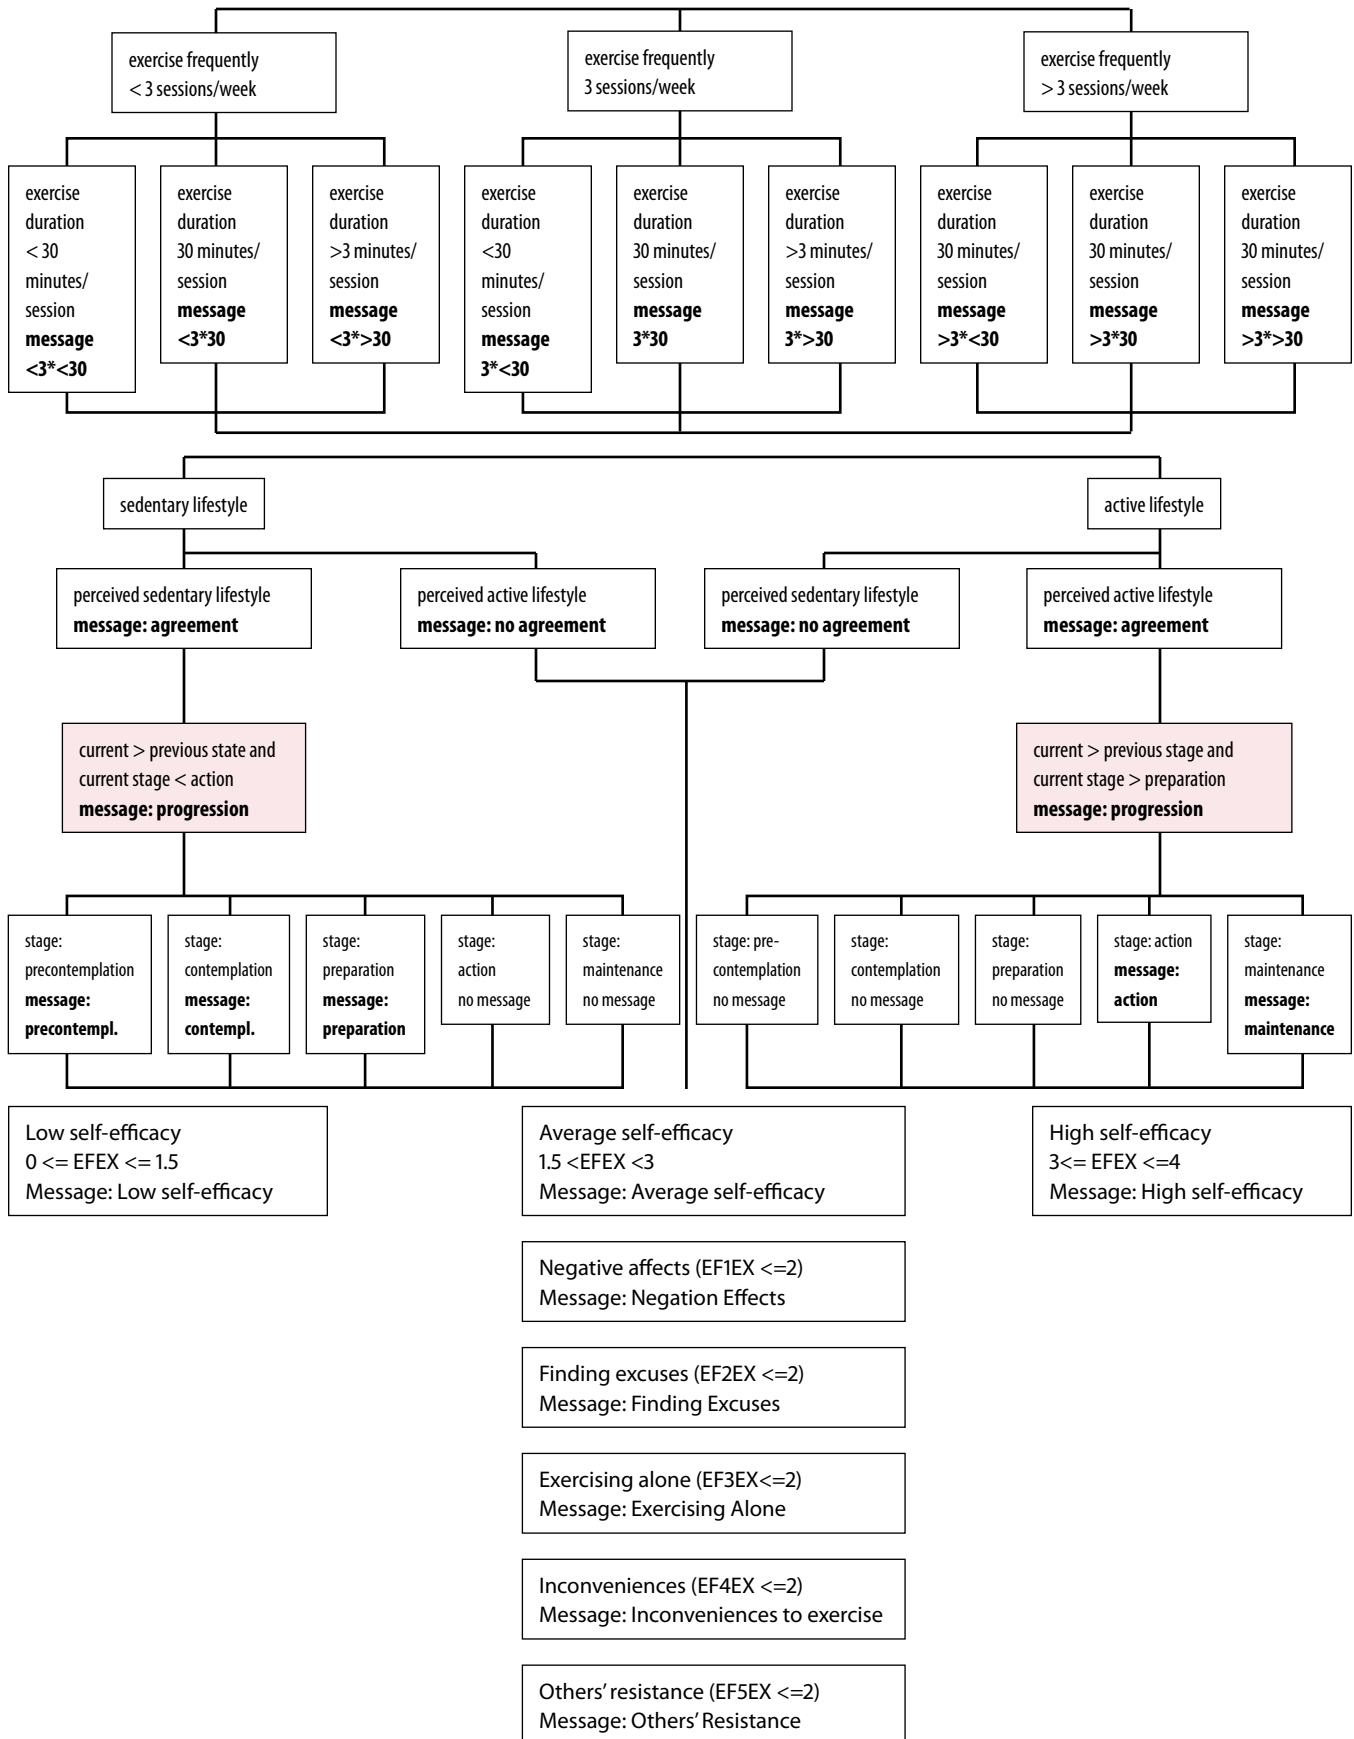 exercise frequently
< 3 sessions/week
exercise frequently
3 sessions/week
exercise frequently
> 3 sessions/week
exercise
duration
< 30
minutes/
session
message
<3*<30
exercise
duration
30 minutes/
session
message
<3*30
exercise
duration
>3 minutes/
session
message
<3*>30
exercise
duration
<30
minutes/
session
message
3*<30
exercise
duration
30 minutes/
session
message
3*30
exercise
duration
>3 minutes/
session
message
3*>30
exercise
duration
30 minutes/
session
message
>3*<30
exercise
duration
30 minutes/
session
message
>3*30
exercise
duration
30 minutes/
session
message
>3*>30
sedentary lifestyle
active lifestyle
perceived sedentary lifestyle
message: agreement
perceived active lifestyle
message: no agreement
perceived sedentary lifestyle
message: no agreement
perceived active lifestyle
message: agreement
current > previous state and
current stage < action
message: progression
current > previous stage and
current stage > preparation
message: progression
stage:
precontemplation
message:
precontempl.
stage:
contemplation
message:
contempl.
stage:
preparation
message:
preparation
stage:
action
no message
stage:
maintenance
no message
stage: pre-
contemplation
no message
stage:
contemplation
no message
stage:
preparation
no message
stage: action
message:
action
stage:
maintenance
message:
maintenance
Low self-efficacy
0 <= EFEX <= 1.5
Message: Low self-efficacy
Average self-efficacy
1.5 <EFEX <3
Message: Average self-efficacy
High self-efficacy
3<= EFEX <=4
Message: High self-efficacy
Negative affects (EF1EX <=2)
Message: Negation Effects
Finding excuses (EF2EX <=2)
Message: Finding Excuses
Exercising alone (EF3EX<=2)
Message: Exercising Alone
Inconveniences (EF4EX <=2)
Message: Inconveniences to exercise
Others’ resistance (EF5EX <=2)
Message: Others’ Resistance